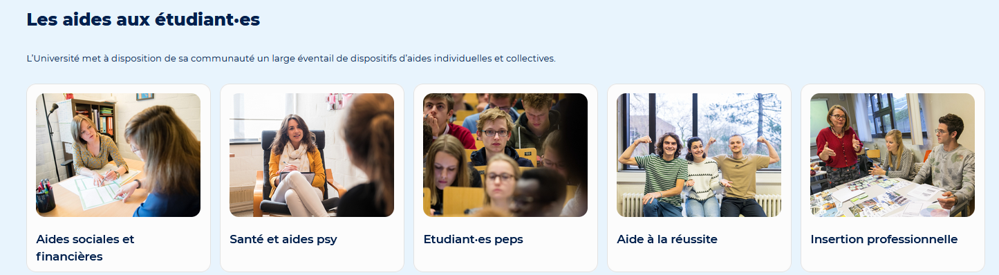 Les aides aux étudiant•es
L’Université met à disposition de sa communauté un large éventail de dispositifs d’aides individuelles et collectives.
Aides sociales et
financières
Santé et aides psy
Etudiant·es peps
Aide à la réussite
Insertion professionnelle